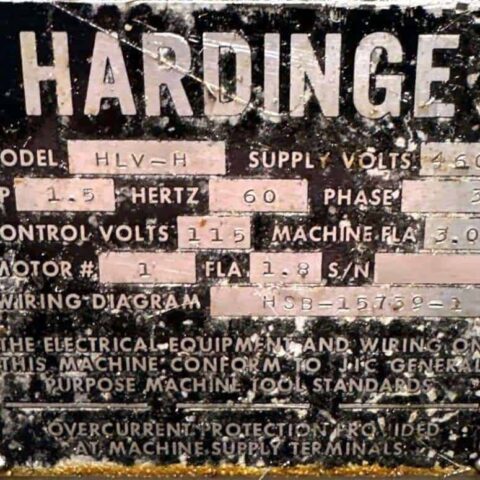 HARDINGE
ODEL HLV-H SUPPLY VOLTS 460
P 1.5 HERTZ 60 PHASE 3
ONTROL VOLTS 115 MACHINE FLA 3.0
MOTOR # 1 FLA 1.8 S/N
WIRING DIAGRAM HSB-15739-1
THE ELECTRICAL EQUIPMENT AND WIRING ON
THIS MACHINE CONFORM TO J.I.C GENERAL
PURPOSE MACHINE TOOL STANDARDS
OVERCURRENT PROTECTION PROVIDED
AT MACHINE SUPPLY TERMINALS: